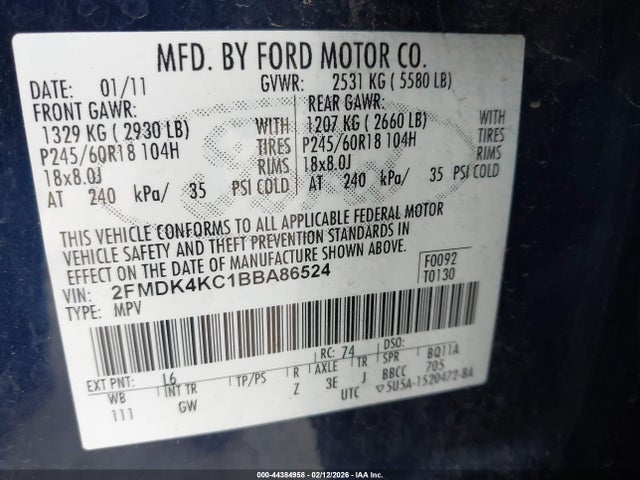 MFD. BY FORD MOTOR CO.
DATE: 01/11 GVWR: 2531 KG ( 5580 LB)
FRONT GAWR: REAR GAWR:
1329 KG ( 2930 LB) WITH 1207 KG ( 2660 LB) WITH
P245/60R18 104H TIRES P245/60R18 104H TIRES
18x8.0J RIMS 18x8.0J RIMS
AT 240 kPa/ 35 PSI COLD AT 240 kPa/ 35 PSI COLD
THIS VEHICLE CONFORMS TO ALL APPLICABLE FEDERAL MOTOR
VEHICLE SAFETY AND THEFT PREVENTION STANDARDS IN
EFFECT ON THE DATE OF MANUFACTURE SHOWN ABOVE.
F0092
VIN: 2FMDK4KC1BBA86524 T0130
TYPE: MPV
RC: 74 DSO:
EXT PNT: L6 R AXLE TR SPR BQ11A
WB INT TR TP/PS Z 3E J BBCC 705
111 GW UTC 5U5A-1520472-BA
000-44384958 - 02/12/2026 - IAA Inc.